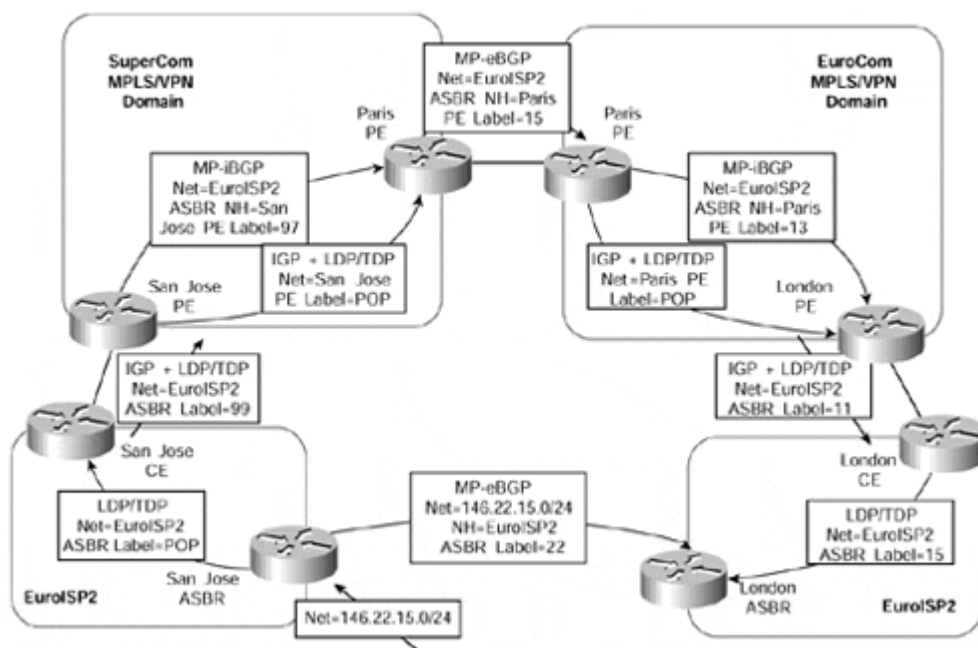 SuperCom
MPLS/VPN
Domain
MP-eBGP
Net=EuroISP2
ASBR NH=Paris
PE Label=15
EuroCom
MPLS/VPN
Domain
Paris
PE
Paris
PE
MP-iBGP
Net=EuroISP2
ASBR NH=San
Jose PE Label=97
MP-iBGP
Net=EuroISP2
ASBR NH=Paris
PE Label=13
IGP + LDP/TDP
Net=San Jose
PE Label=POP
IGP + LDP/TDP
Net=Paris PE
Label=POP
San Jose
PE
London
PE
IGP + LDP/TDP
Net=EuroISP2
ASBR Label=99
IGP + LDP/TDP
Net=EuroISP2
ASBR Label=11
San Jose
CE
London
CE
LDP/TDP
Net=EuroISP2
ASBR Label=POP
MP-eBGP
Net=146.22.15.0/24
NH=EuroISP2
ASBR Label=22
LDP/TDP
Net=EuroISP2
ASBR Label=15
San Jose
ASBR
London
ASBR
EuroISP2
EuroISP2
Net=146.22.15.0/24